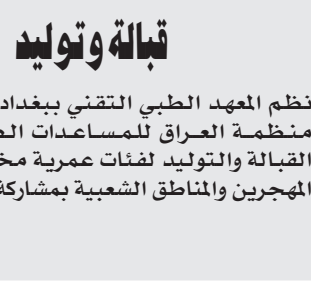 قبالة وتوليد
نظم المعهد الطبي التقني ببغداد
منظمة العراق للمساعدات
القبالة والتوليد لفئات عمرية
المهجرين والمناطق الشعبية بمشاركة